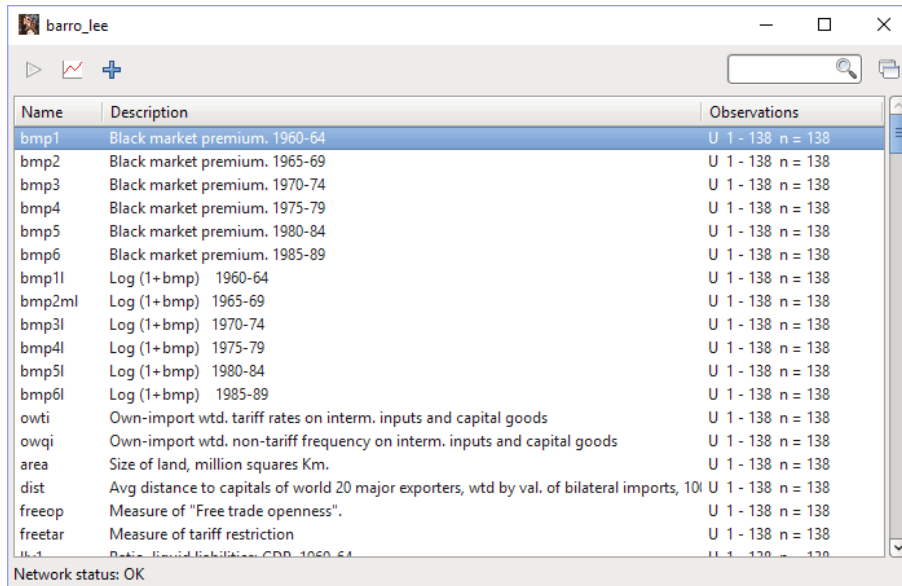 barro_lee
Name Description Observations
bmp1 Black market premium. 1960-64 U 1 - 138 n = 138
bmp2 Black market premium. 1965-69 U 1 - 138 n = 138
bmp3 Black market premium. 1970-74 U 1 - 138 n = 138
bmp4 Black market premium. 1975-79 U 1 - 138 n = 138
bmp5 Black market premium. 1980-84 U 1 - 138 n = 138
bmp6 Black market premium. 1985-89 U 1 - 138 n = 138
bmp1l Log (1+bmp) 1960-64 U 1 - 138 n = 138
bmp2ml Log (1+bmp) 1965-69 U 1 - 138 n = 138
bmp3l Log (1+bmp) 1970-74 U 1 - 138 n = 138
bmp4l Log (1+bmp) 1975-79 U 1 - 138 n = 138
bmp5l Log (1+bmp) 1980-84 U 1 - 138 n = 138
bmp6l Log (1+bmp) 1985-89 U 1 - 138 n = 138
owti Own-import wtd. tariff rates on interm. inputs and capital goods U 1 - 138 n = 138
owqi Own-import wtd. non-tariff frequency on interm. inputs and capital goods U 1 - 138 n = 138
area Size of land, million squares Km. U 1 - 138 n = 138
dist Avg distance to capitals of world 20 major exporters, wtd by val. of bilateral imports, U 1 - 138 n = 138
freeop Measure of "Free trade openness". U 1 - 138 n = 138
freetar Measure of tariff restriction U 1 - 138 n = 138
Network status: OK